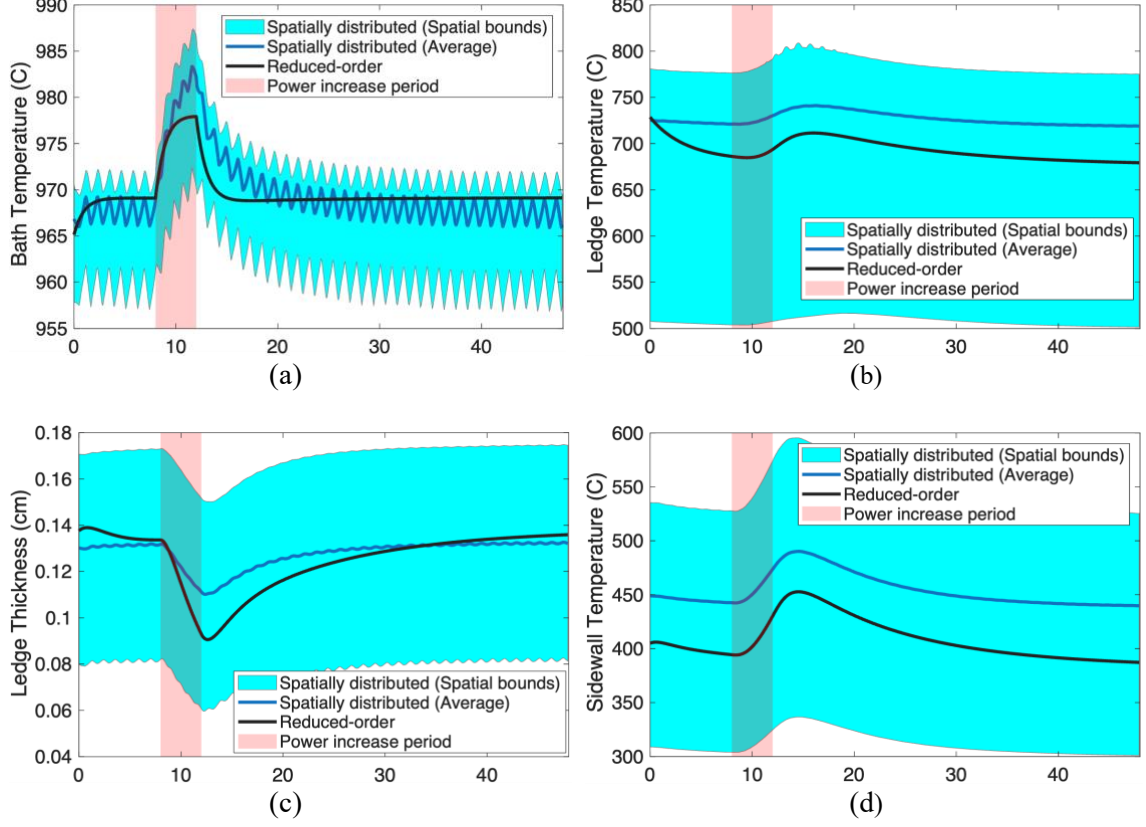 990
985
980
975
970
965
960
955
Bath Temperature (C)
Spatially distributed (Spatial bounds)
Spatially distributed (Average)
Reduced-order
Power increase period
0
10
20
30
40
(a)
850
800
750
700
650
600
550
500
Ledge Temperature (C)
Spatially distributed (Spatial bounds)
Spatially distributed (Average)
Reduced-order
Power increase period
0
10
20
30
40
(b)
0.18
0.16
0.14
0.12
0.1
0.08
0.06
0.04
Ledge Thickness (cm)
Spatially distributed (Spatial bounds)
Spatially distributed (Average)
Reduced-order
Power increase period
0
10
20
30
40
(c)
600
550
500
450
400
350
300
Sidewall Temperature (C)
Spatially distributed (Spatial bounds)
Spatially distributed (Average)
Reduced-order
Power increase period
0
10
20
30
40
(d)